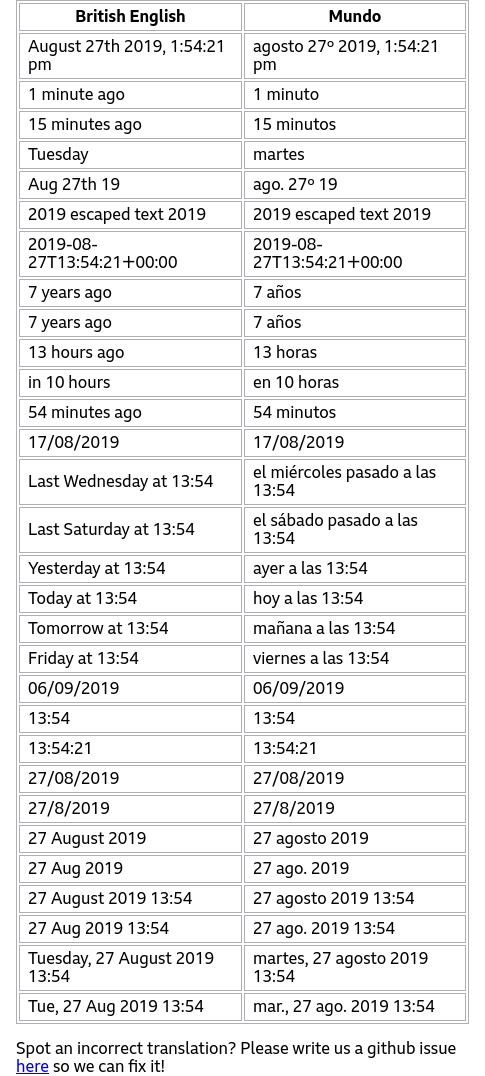 British English Mundo
August 27th 2019, 1:54:21 pm agosto 27º 2019, 1:54:21 pm
1 minute ago 1 minuto
15 minutes ago 15 minutos
Tuesday martes
Aug 27th 19 ago. 27º 19
2019 escaped text 2019 2019 escaped text 2019
2019-08-27T13:54:21+00:00 2019-08-27T13:54:21+00:00
7 years ago 7 años
7 years ago 7 años
13 hours ago 13 horas
in 10 hours en 10 horas
54 minutes ago 54 minutos
17/08/2019 17/08/2019
Last Wednesday at 13:54 el miércoles pasado a las 13:54
Last Saturday at 13:54 el sábado pasado a las 13:54
Yesterday at 13:54 ayer a las 13:54
Today at 13:54 hoy a las 13:54
Tomorrow at 13:54 mañana a las 13:54
Friday at 13:54 viernes a las 13:54
06/09/2019 06/09/2019
13:54 13:54
13:54:21 13:54:21
27/08/2019 27/08/2019
27/8/2019 27/8/2019
27 August 2019 27 agosto 2019
27 Aug 2019 27 ago. 2019
27 August 2019 13:54 27 agosto 2019 13:54
27 Aug 2019 13:54 27 ago. 2019 13:54
Tuesday, 27 August 2019 13:54 martes, 27 agosto 2019 13:54
Tue, 27 Aug 2019 13:54 mar., 27 ago. 2019 13:54
Spot an incorrect translation? Please write us a github issue
here so we can fix it!